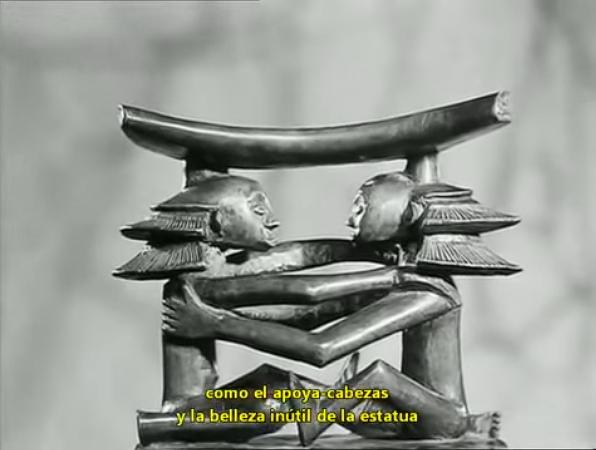 como el apoya-cabezas
y la belleza inútil de la estatua